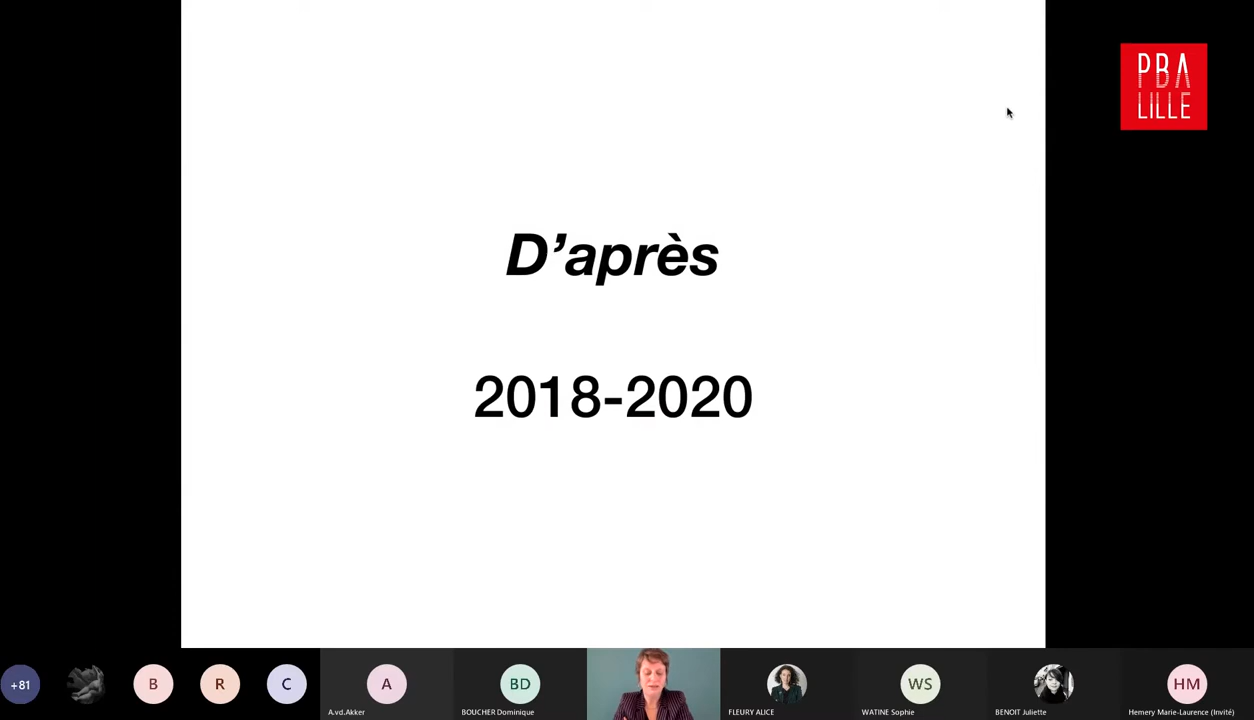 PBA
LILLE
D'après
2018-2020
+81
B
R
C
A
BD
WS
HM
A.vd.Akker
BOUCHER Dominique
FLEURY ALICE
WATINE Sophie
BENOIT Juliette
Hemery Marie-Laurence (Invité)